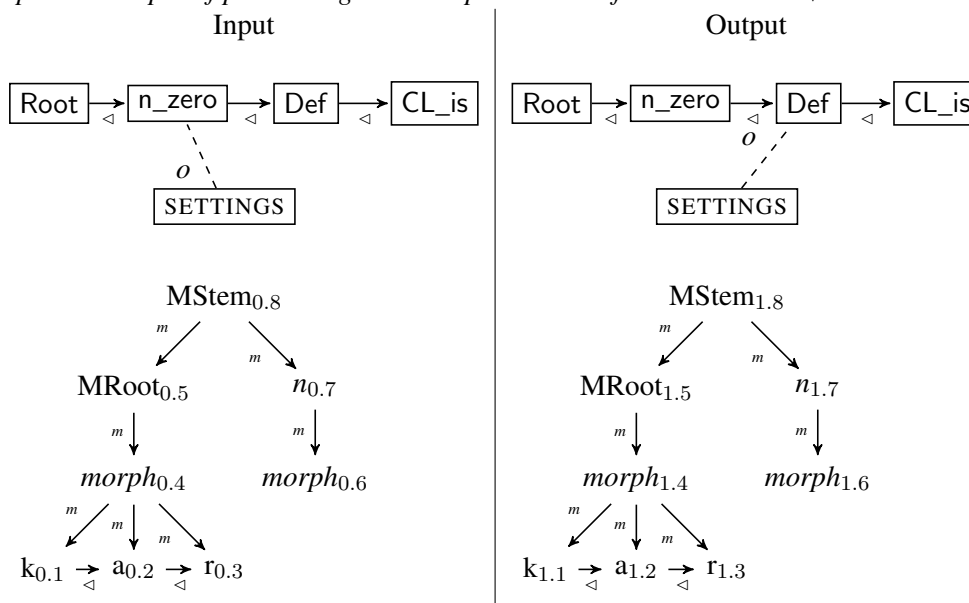 Input Output
Root n_zero Def CL_is Root n_zero Def CL_is
◁ ◁ ◁ ◁ ◁ ◁
o o
SETTINGS SETTINGS
MStem0.8 MStem1.8
m m m m
MRoot0.5 n0.7 MRoot1.5 n1.7
m m m m
morph0.4 morph0.6 morph1.4 morph1.6
m m m m m m
k0.1 a0.2 r0.3 k1.1 a1.2 r1.3
◁ ◁ ◁ ◁